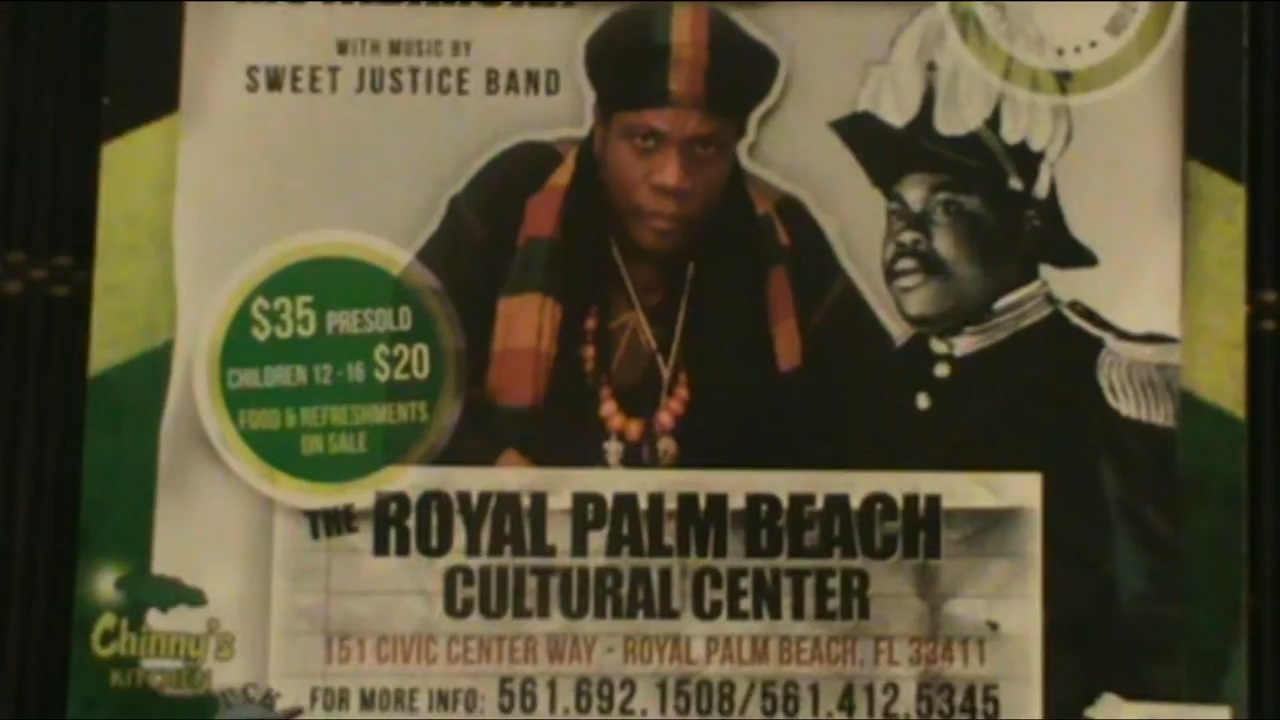 WITH MUSIC BY
SWEET JUSTICE BAND
$35 PRESOLD
CHILDREN 12 - 16 $20
FOOD & REFRESHMENTS
ON SALE
THE ROYAL PALM BEACH
CULTURAL CENTER
151 CIVIC CENTER WAY - ROYAL PALM BEACH, FL 33411
Chinny's
KITCHEN
FOR MORE INFO: 561.692.1508/561.412.5345